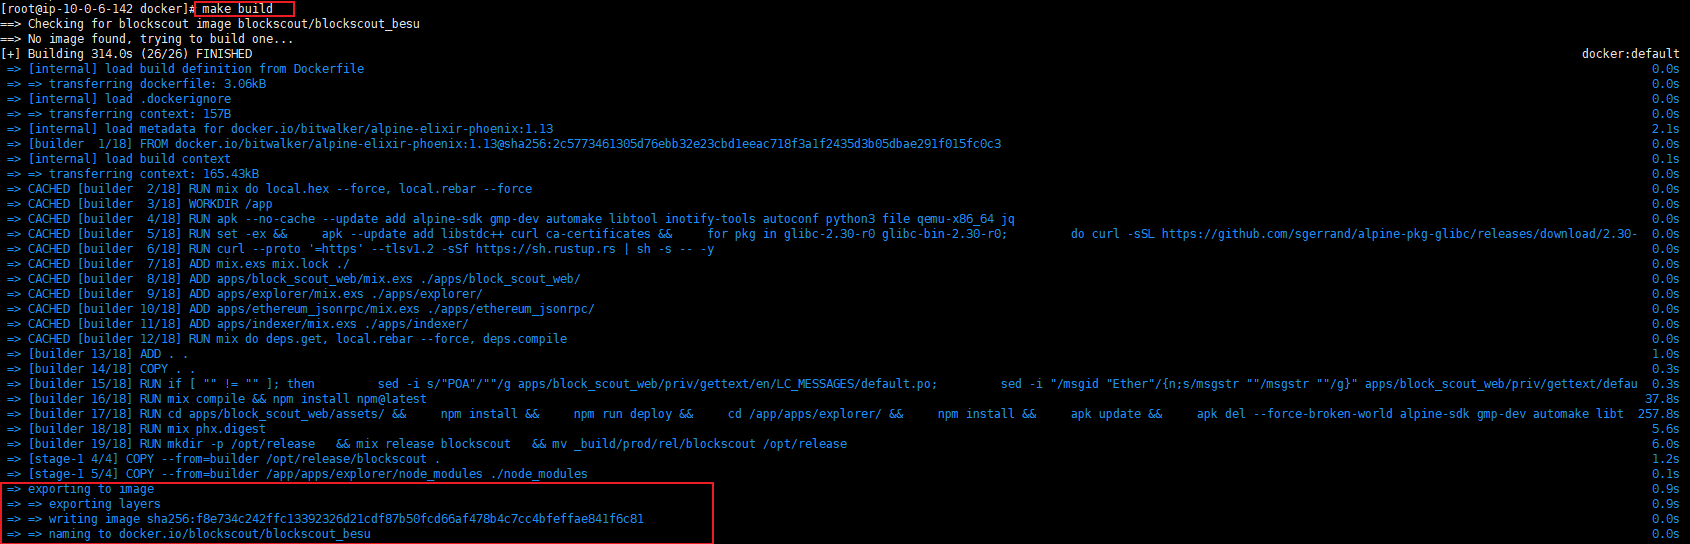 [root@ip-10-0-6-142 docker]# make build
==> Checking for blockscout image blockscout/blockscout_besu
==> No image found, trying to build one...
[+] Building 314.0s (26/26) FINISHED docker:default
=> [internal] load build definition from Dockerfile 0.0s
=> => transferring dockerfile: 3.06kB 0.0s
=> [internal] load .dockerignore 0.0s
=> => transferring context: 157B 0.0s
=> [internal] load metadata for docker.io/bitwalker/alpine-elixir-phoenix:1.13 2.1s
=> [builder  1/18] FROM docker.io/bitwalker/alpine-elixir-phoenix:1.13@sha256:2c5773461305d76ebb32e23cbd1eeac718f3a1f2435d3b05dbae291f015fc0c3 0.0s
=> [internal] load build context 0.1s
=> => transferring context: 165.43kB 0.0s
=> CACHED [builder  2/18] RUN mix do local.hex --force, local.rebar --force 0.0s
=> CACHED [builder  3/18] WORKDIR /app 0.0s
=> CACHED [builder  4/18] RUN apk --no-cache --update add alpine-sdk gmp-dev automake libtool inotify-tools autoconf python3 file qemu-x86_64 jq 0.0s
=> CACHED [builder  5/18] RUN set -ex &&     apk --update add libstdc++ curl ca-certificates &&     for pkg in glibc-2.30-r0 glibc-bin-2.30-r0;         do curl -sSL https://github.com/sgerrand/alpine-pkg-glibc/releases/download/2.30- 0.0s
=> CACHED [builder  6/18] RUN curl --proto '=https' --tlsv1.2 -sSf https://sh.rustup.rs | sh -s -- -y 0.0s
=> CACHED [builder  7/18] ADD mix.exs mix.lock ./ 0.0s
=> CACHED [builder  8/18] ADD apps/block_scout_web/mix.exs ./apps/block_scout_web/ 0.0s
=> CACHED [builder  9/18] ADD apps/explorer/mix.exs ./apps/explorer/ 0.0s
=> CACHED [builder 10/18] ADD apps/ethereum_jsonrpc/mix.exs ./apps/ethereum_jsonrpc/ 0.0s
=> CACHED [builder 11/18] ADD apps/indexer/mix.exs ./apps/indexer/ 0.0s
=> CACHED [builder 12/18] RUN mix do deps.get, local.rebar --force, deps.compile 0.0s
=> [builder 13/18] ADD . . 1.0s
=> [builder 14/18] COPY . . 0.3s
=> [builder 15/18] RUN if [ "" != "" ]; then         sed -i s/"POA"/""/g apps/block_scout_web/priv/gettext/en/LC_MESSAGES/default.po;         sed -i "/msgid "Ether"/{n;s/msgstr ""/msgstr ""/g}" apps/block_scout_web/priv/gettext/defau 0.3s
=> [builder 16/18] RUN mix compile && npm install npm@latest 37.8s
=> [builder 17/18] RUN cd apps/block_scout_web/assets/ &&     npm install &&     npm run deploy &&     cd /app/apps/explorer/ &&     npm install &&     apk update &&     apk del --force-broken-world alpine-sdk gmp-dev automake libt 257.8s
=> [builder 18/18] RUN mix phx.digest 5.6s
=> [builder 19/18] RUN mkdir -p /opt/release   && mix release blockscout   && mv _build/prod/rel/blockscout /opt/release 6.0s
=> [stage-1 4/4] COPY --from=builder /opt/release/blockscout . 1.2s
=> [stage-1 5/4] COPY --from=builder /app/apps/explorer/node_modules ./node_modules 0.1s
=> exporting to image 0.9s
=> => exporting layers 0.9s
=> => writing image sha256:f8e734c242ffc13392326d21cdf87b50fcd66af478b4c7cc4bfeffae841f6c81 0.0s
=> => naming to docker.io/blockscout/blockscout_besu 0.0s